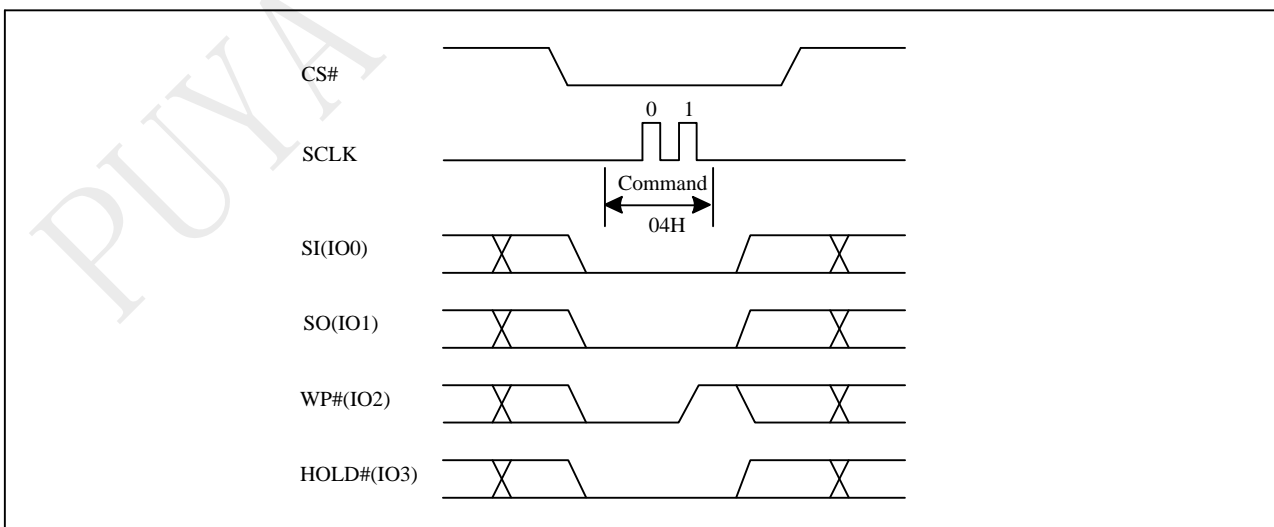 PUYA
CS#
0 1
SCLK
Command
04H
SI(IO0)
SO(IO1)
WP#(IO2)
HOLD#(IO3)